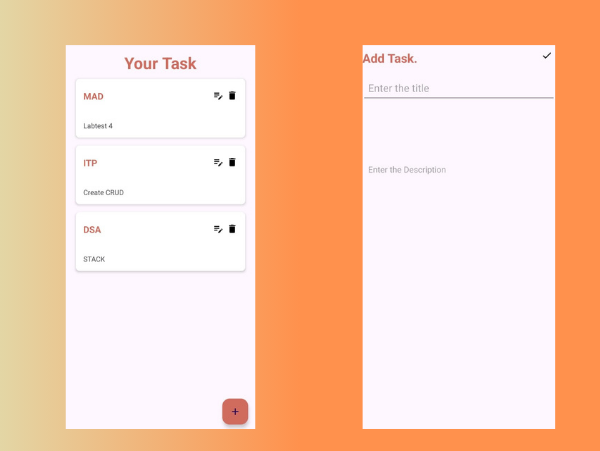 Your Task
MAD
Labtest 4
ITP
Create CRUD
DSA
STACK
+
Add Task.
Enter the title
Enter the Description